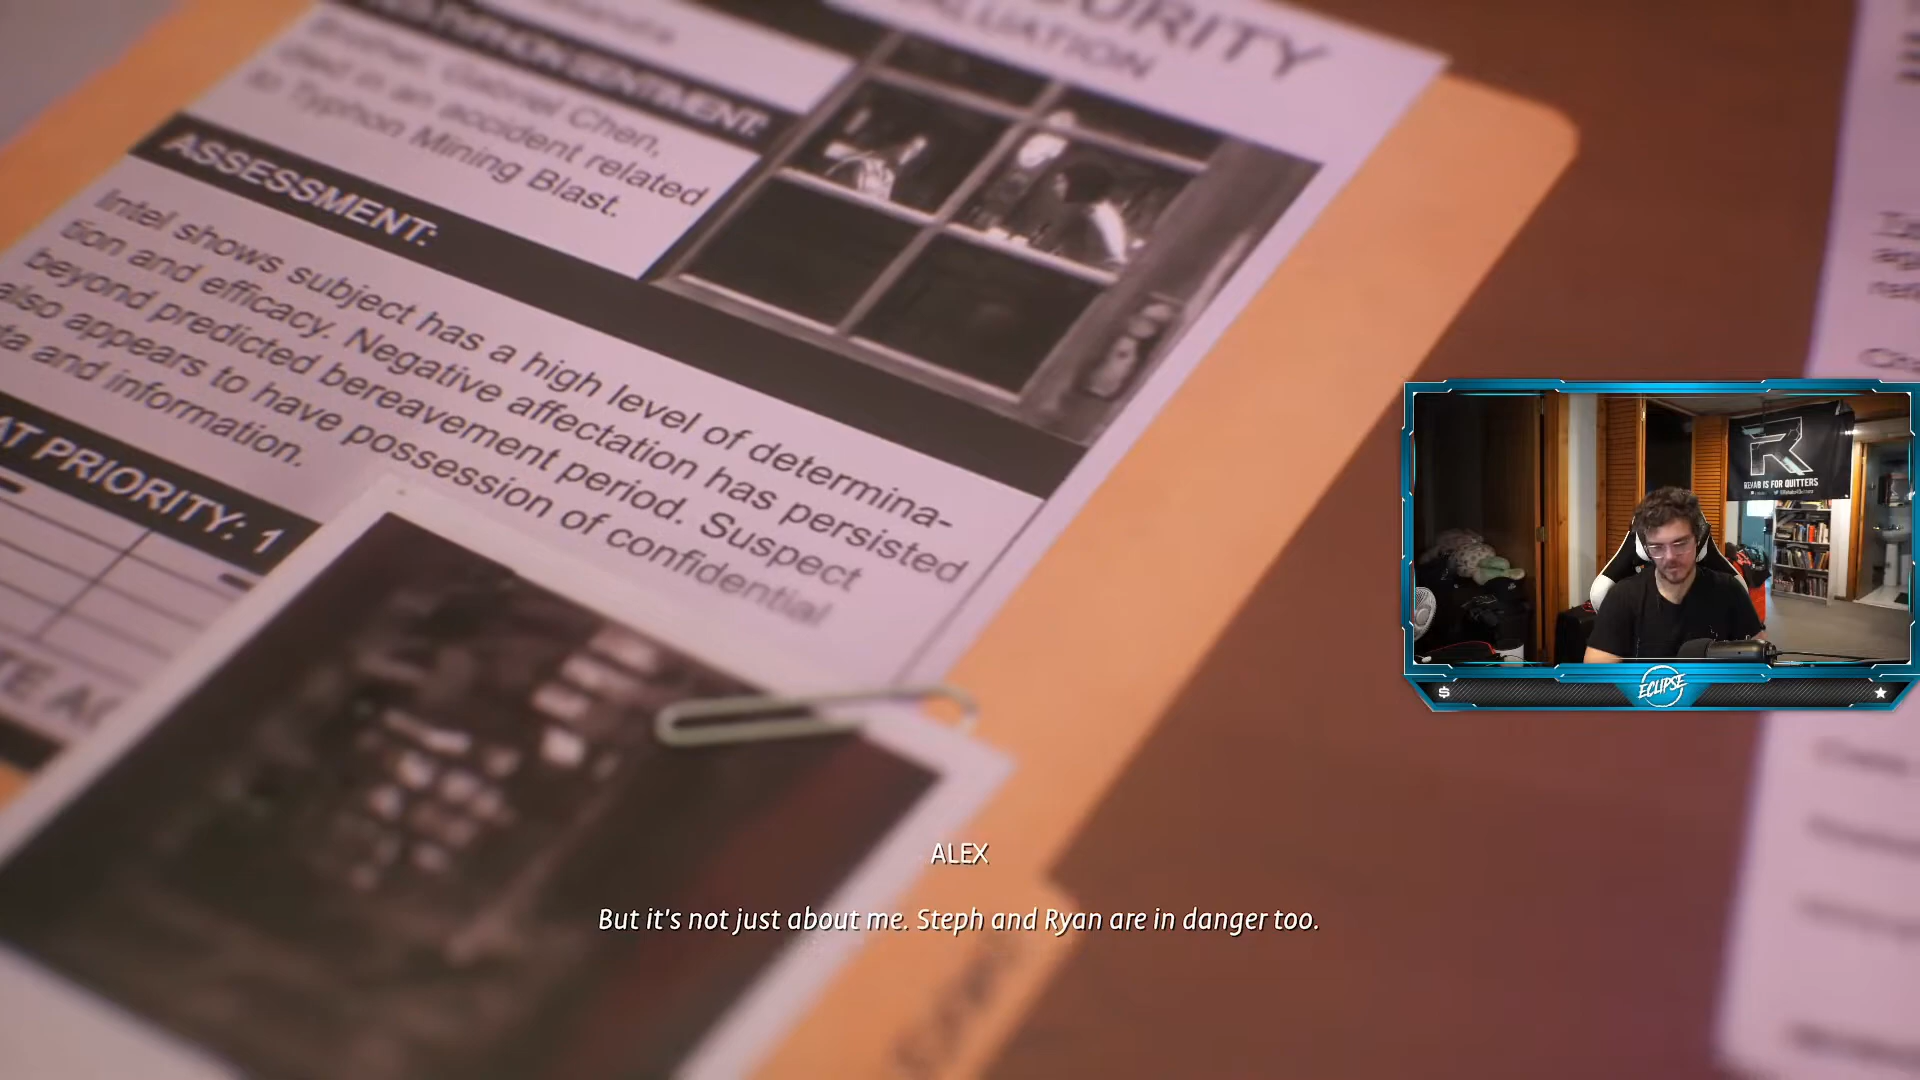 SECURITY
EVALUATION
SENTIMENT:
Brother, Gabriel Chen,
died in an accident related
to Typhon Mining Blast.
ASSESSMENT:
Intel shows subject has a high level of determina-
tion and efficacy. Negative affectation has persisted
beyond predicted bereavement period. Suspect
also appears to have possession of confidential
ta and information.
AT PRIORITY: 1
R
REHAB IS FOR QUITTERS
ECLIPSE
ALEX
But it's not just about me. Steph and Ryan are in danger too.